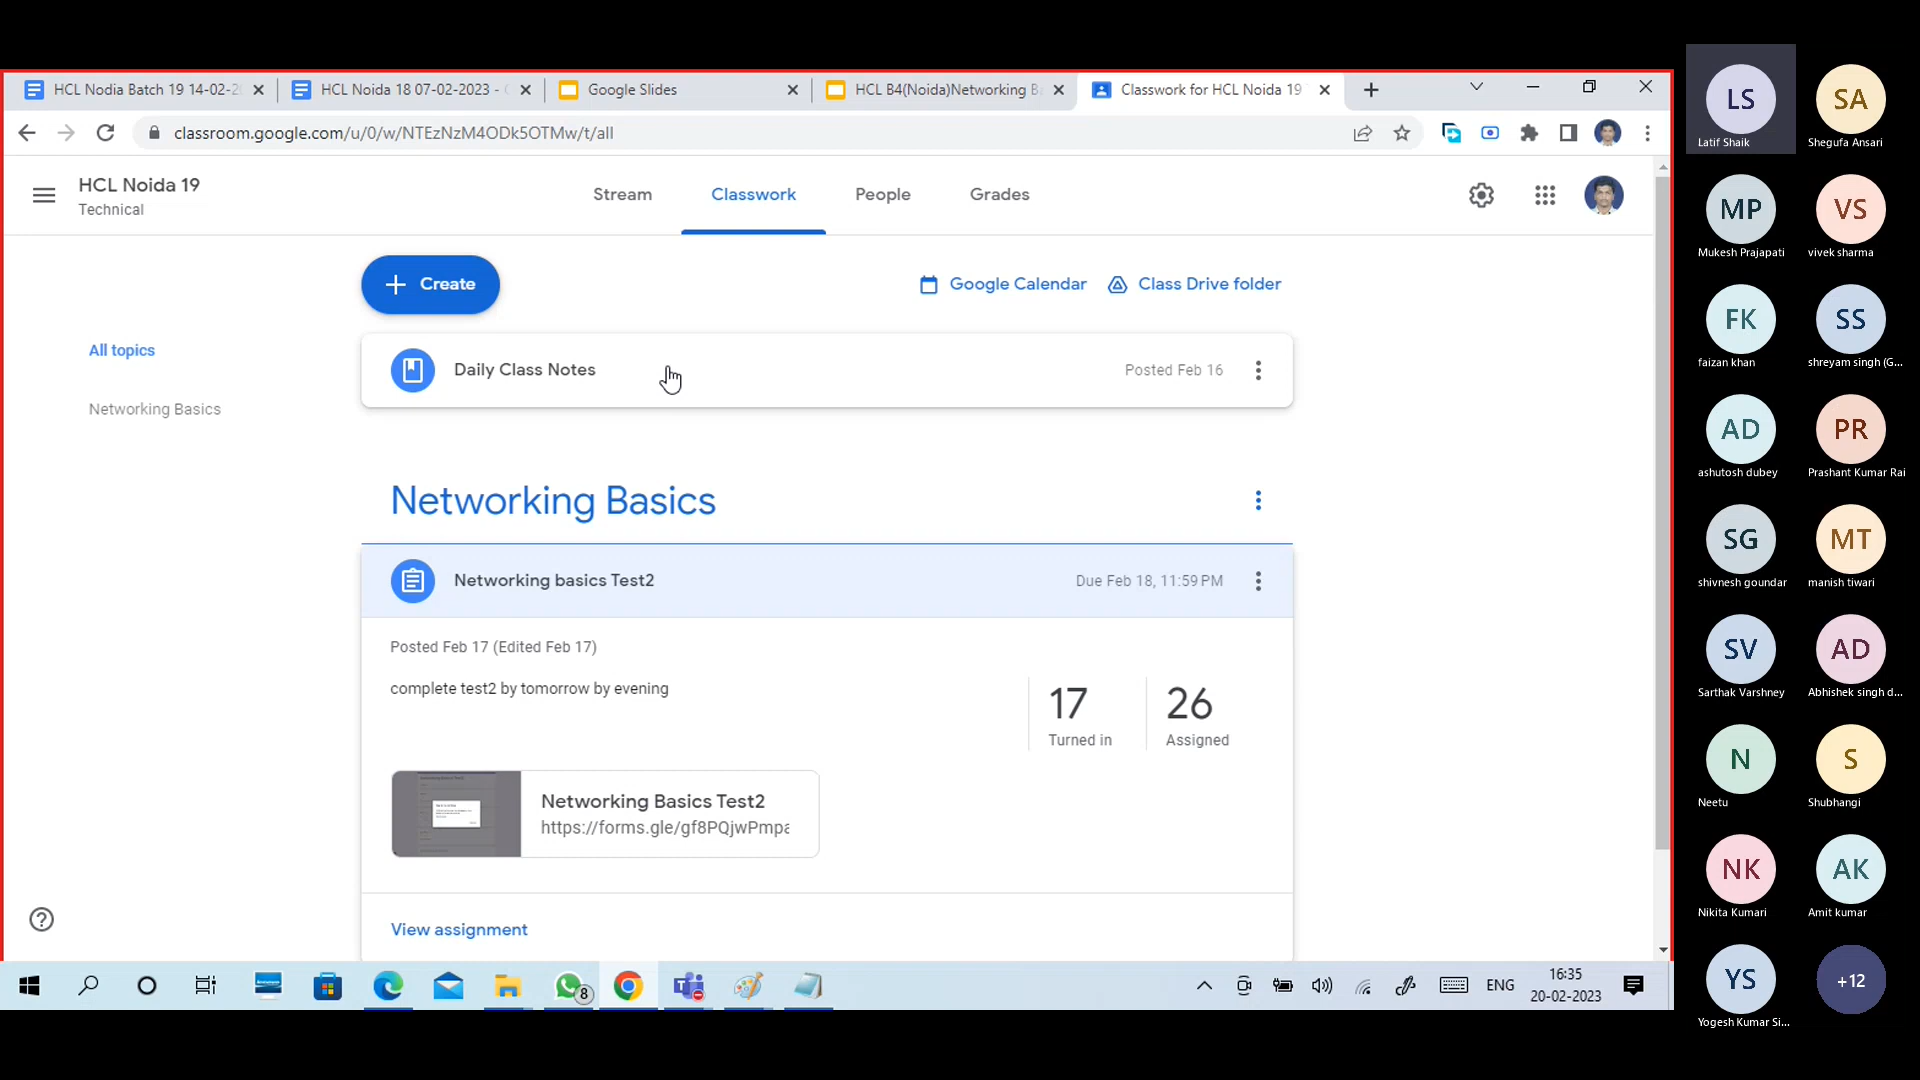 HCL Nodia Batch 19 14-02-2
HCL Noida 18 07-02-2023 -
Google Slides
HCL B4(Noida)Networking B
Classwork for HCL Noida 19
classroom.google.com/u/0/w/NTEzNzM4ODk5OTMw/t/all
HCL Noida 19
Technical
Stream
Classwork
People
Grades
+ Create
Google Calendar
Class Drive folder
All topics
Networking Basics
Daily Class Notes
Posted Feb 16
Networking Basics
Networking basics Test2
Due Feb 18, 11:59 PM
Posted Feb 17 (Edited Feb 17)
complete test2 by tomorrow by evening
17
Turned in
26
Assigned
Networking Basics Test2
https://forms.gle/gf8PQjwPmpa
View assignment
8
ENG
16:35
20-02-2023
LS
Latif Shaik
SA
Shegufa Ansari
MP
Mukesh Prajapati
VS
vivek sharma
FK
faizan khan
SS
shreyam singh (G...
AD
ashutosh dubey
PR
Prashant Kumar Rai
SG
shivnesh goundar
MT
manish tiwari
SV
Sarthak Varshney
AD
Abhishek singh d...
N
Neetu
S
Shubhangi
NK
Nikita Kumari
AK
Amit kumar
YS
Yogesh Kumar Si...
+12